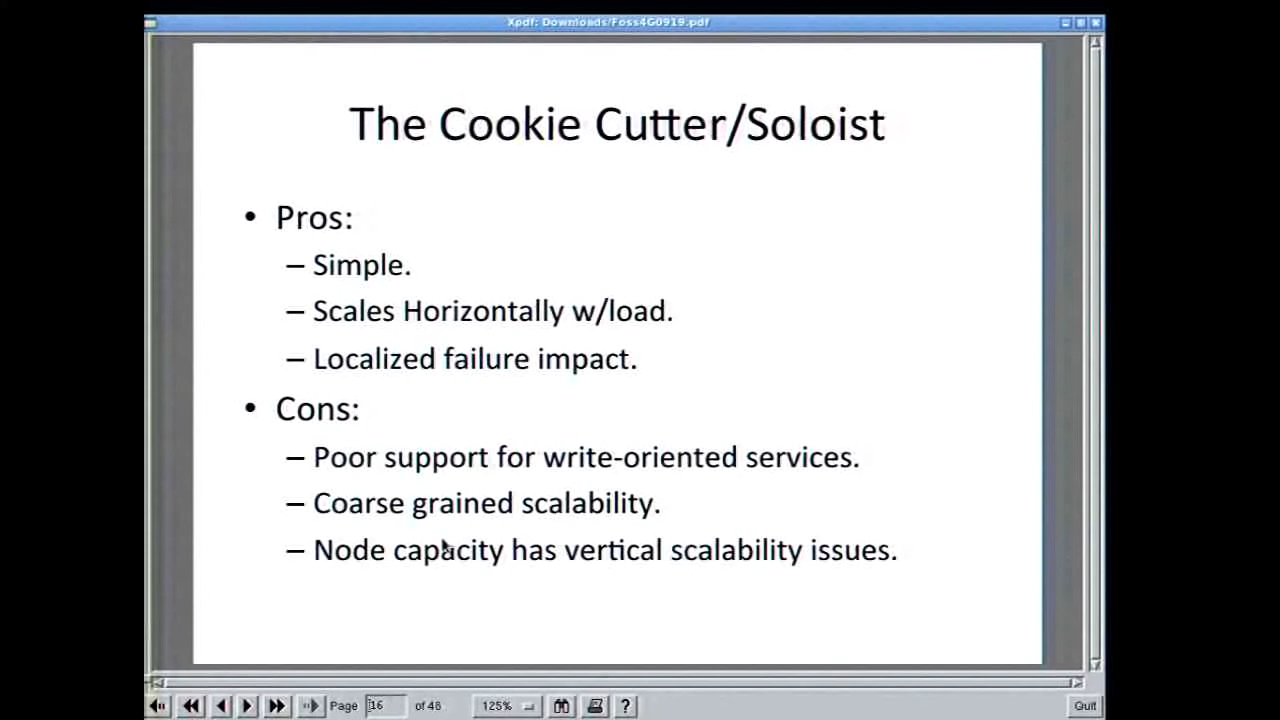 Xpdf: Downloads/Foss4G0919.pdf
The Cookie Cutter/Soloist
• Pros:
– Simple.
– Scales Horizontally w/load.
– Localized failure impact.
• Cons:
– Poor support for write-oriented services.
– Coarse grained scalability.
– Node capacity has vertical scalability issues.
Page 16 of 48 125% ? Quit